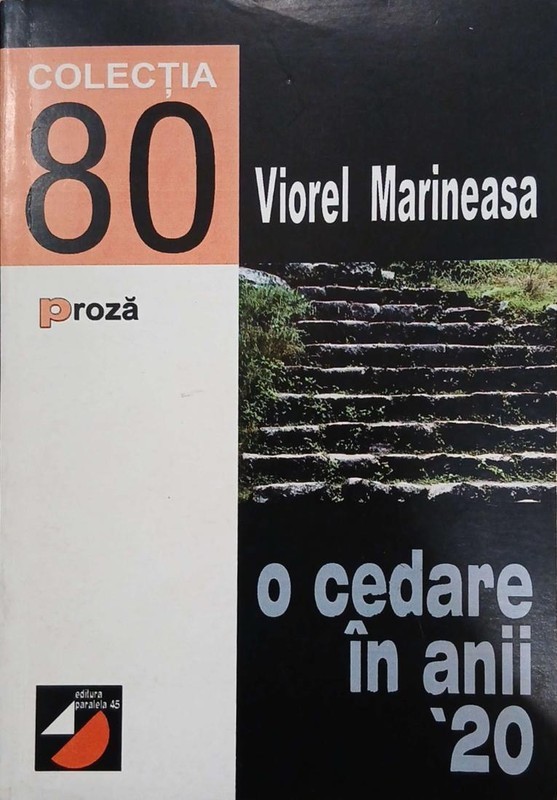 COLECȚIA
80
Viorel Marineasa
proză
o cedare
în anii
'20
editura
paralela 45